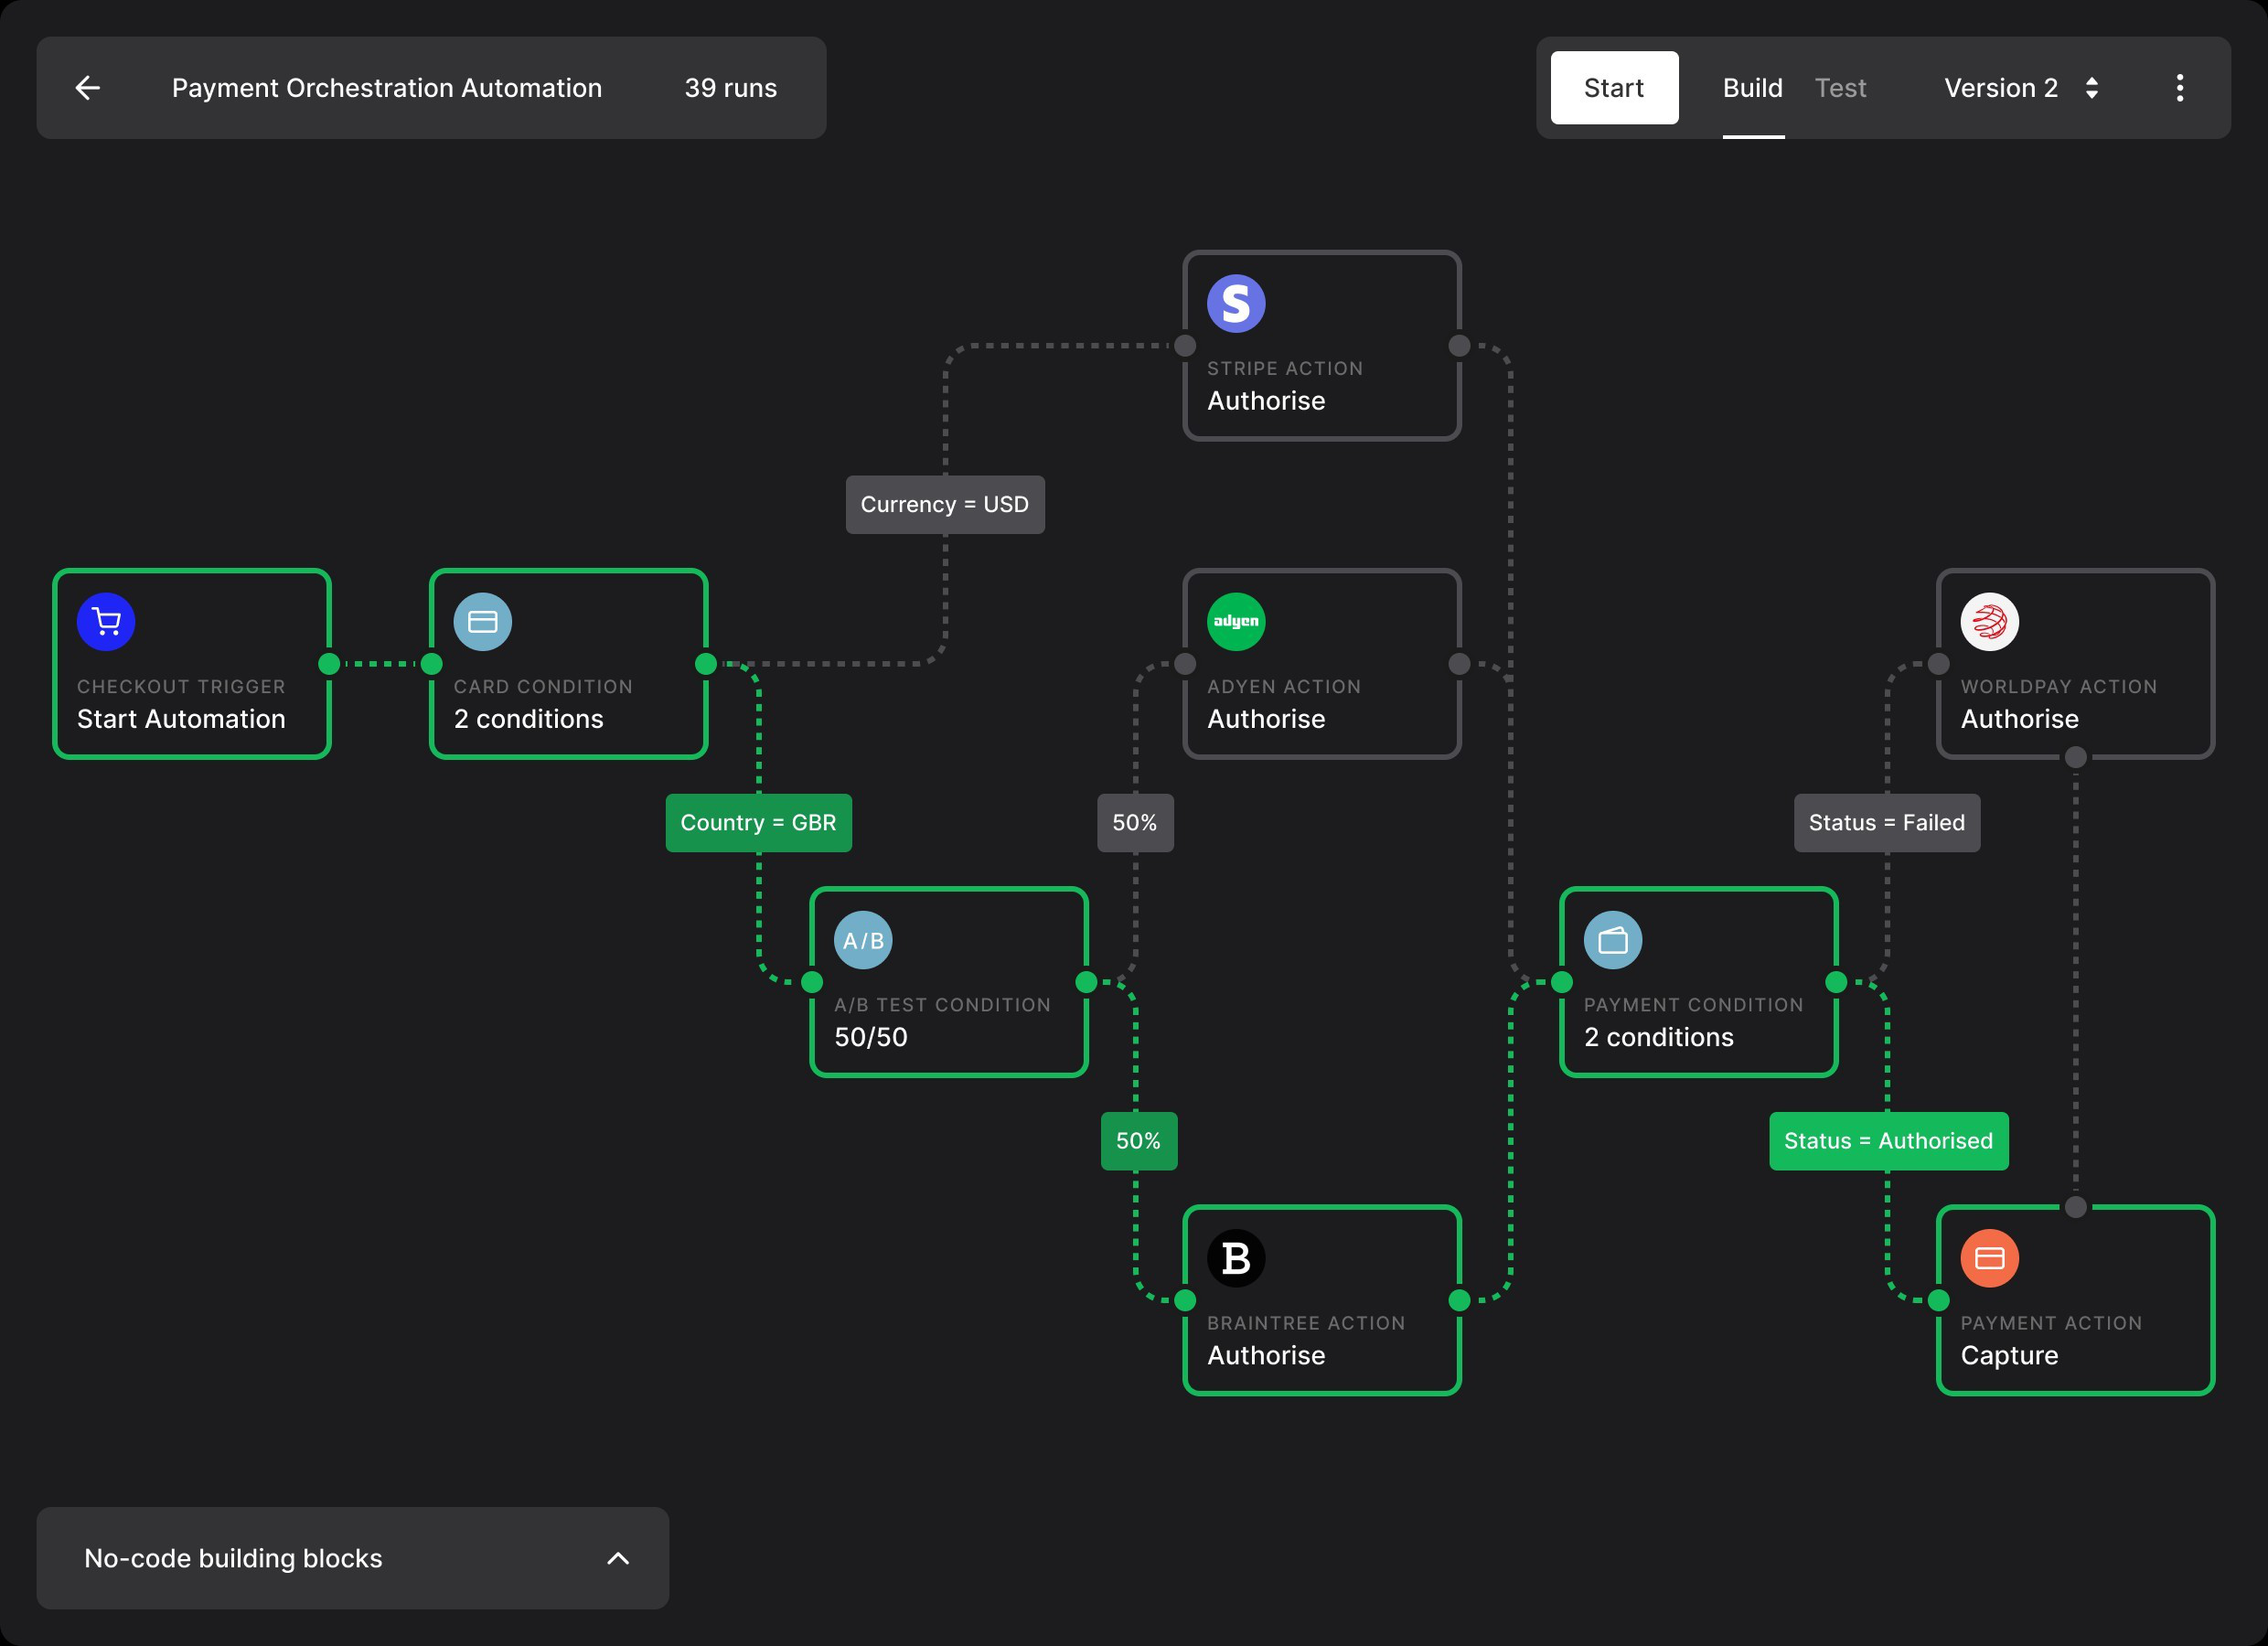 Payment Orchestration Automation
39 runs
Start
Build
Test
Version 2
S
STRIPE ACTION
Authorise
Currency = USD
CHECKOUT TRIGGER
Start Automation
CARD CONDITION
2 conditions
adyen
ADYEN ACTION
Authorise
WORLDPAY ACTION
Authorise
Country = GBR
50%
Status = Failed
A/B
A/B TEST CONDITION
50/50
PAYMENT CONDITION
2 conditions
50%
Status = Authorised
B
BRAINTREE ACTION
Authorise
PAYMENT ACTION
Capture
No-code building blocks